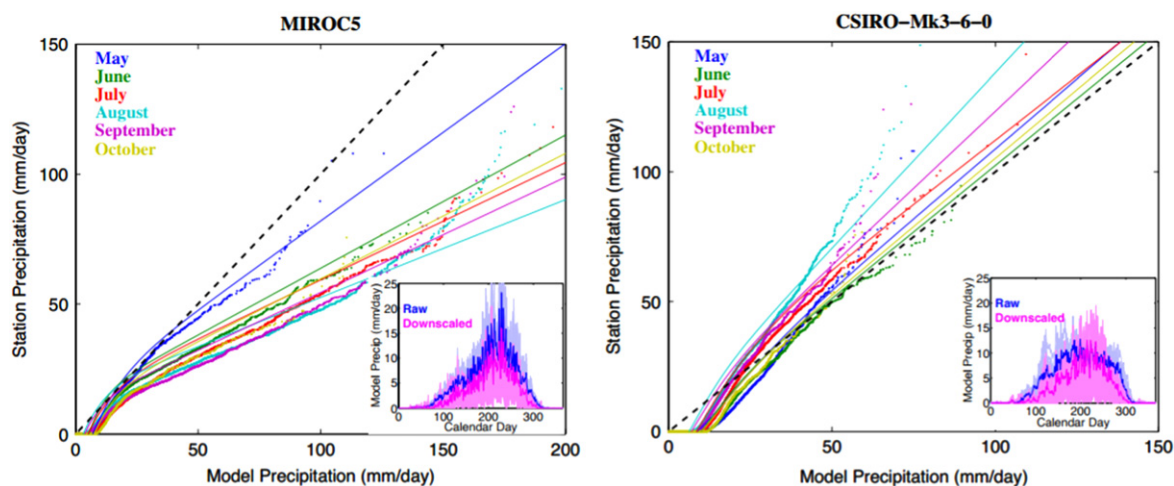 MIROC5
150
100
50
0
Station Precipitation (mm/day)
May
June
July
August
September
October
25
20
15
10
5
0
Model Precip (mm/day)
Raw
Downscaled
100
200
300
Calendar Day
0
50
100
150
200
Model Precipitation (mm/day)
CSIRO-Mk3-6-0
150
100
50
0
Station Precipitation (mm/day)
May
June
July
August
September
October
25
20
15
10
5
0
Model Precip (mm/day)
Raw
Downscaled
0
100
200
300
Calendar Day
0
50
100
150
Model Precipitation (mm/day)